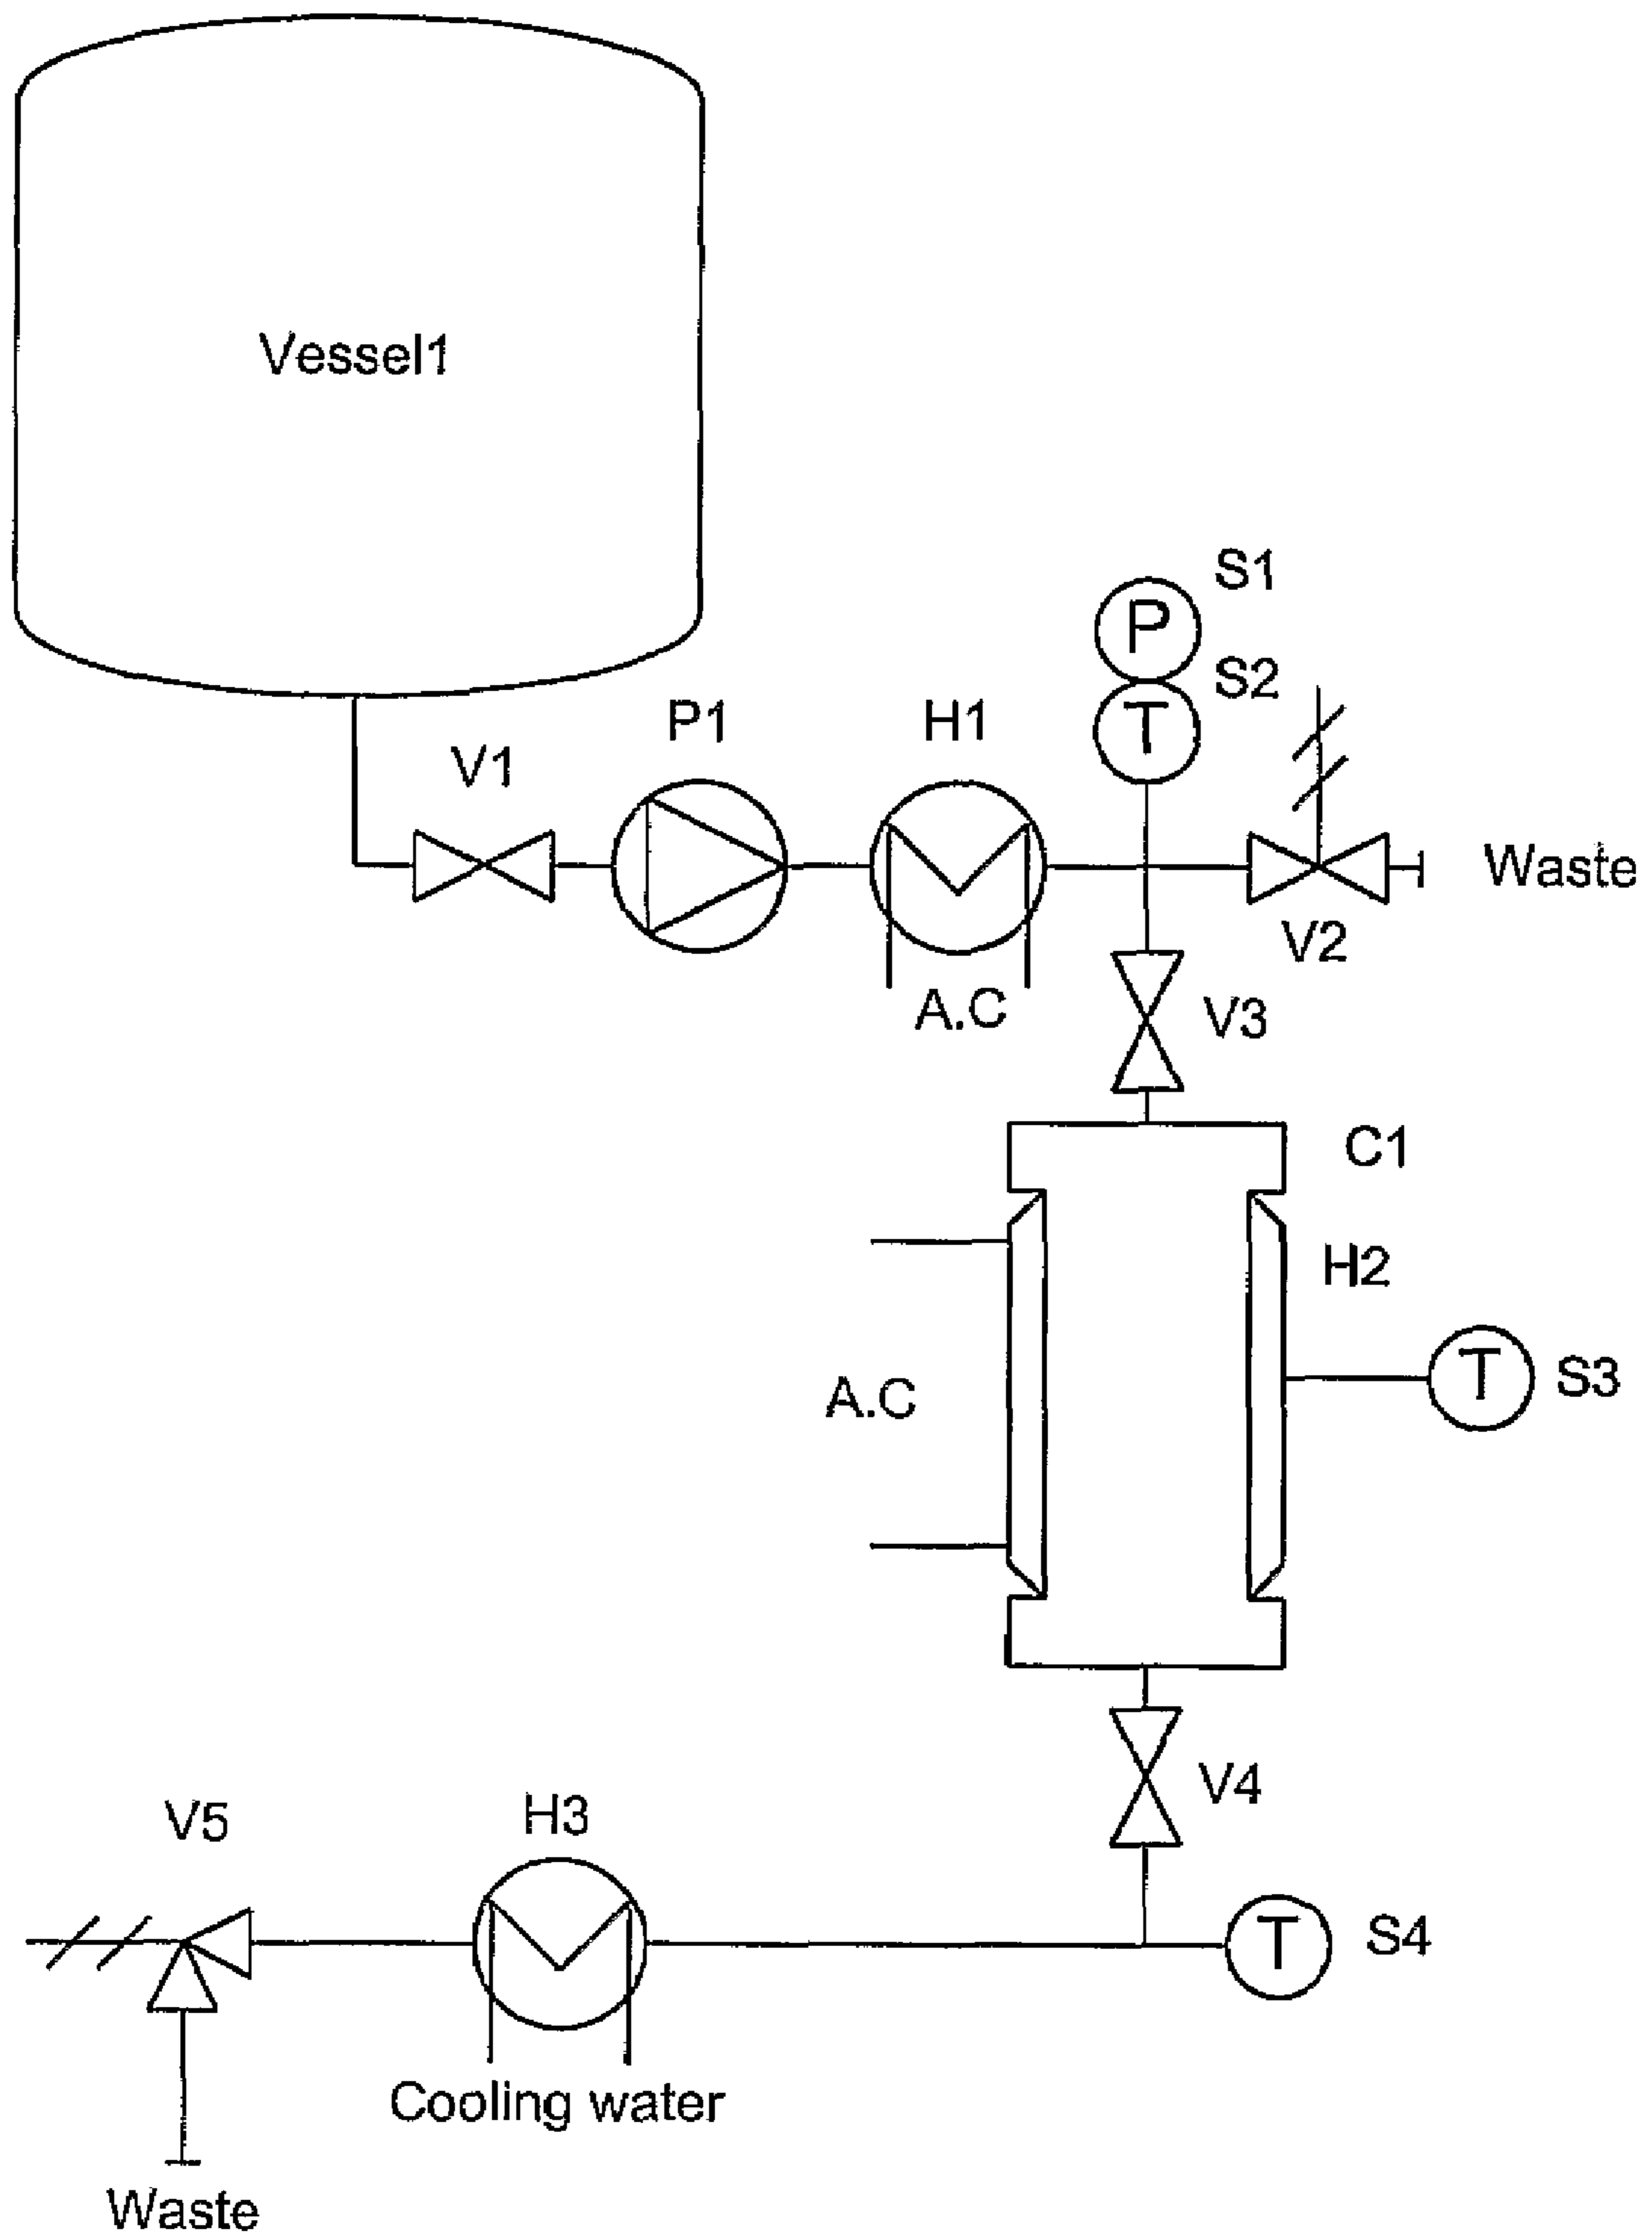 Vessel1
S1
P
S2
T
P1
H1
V1
Waste
V2
A.C
V3
C1
H2
T
S3
A.C
V4
V5
H3
T
S4
Cooling water
Waste